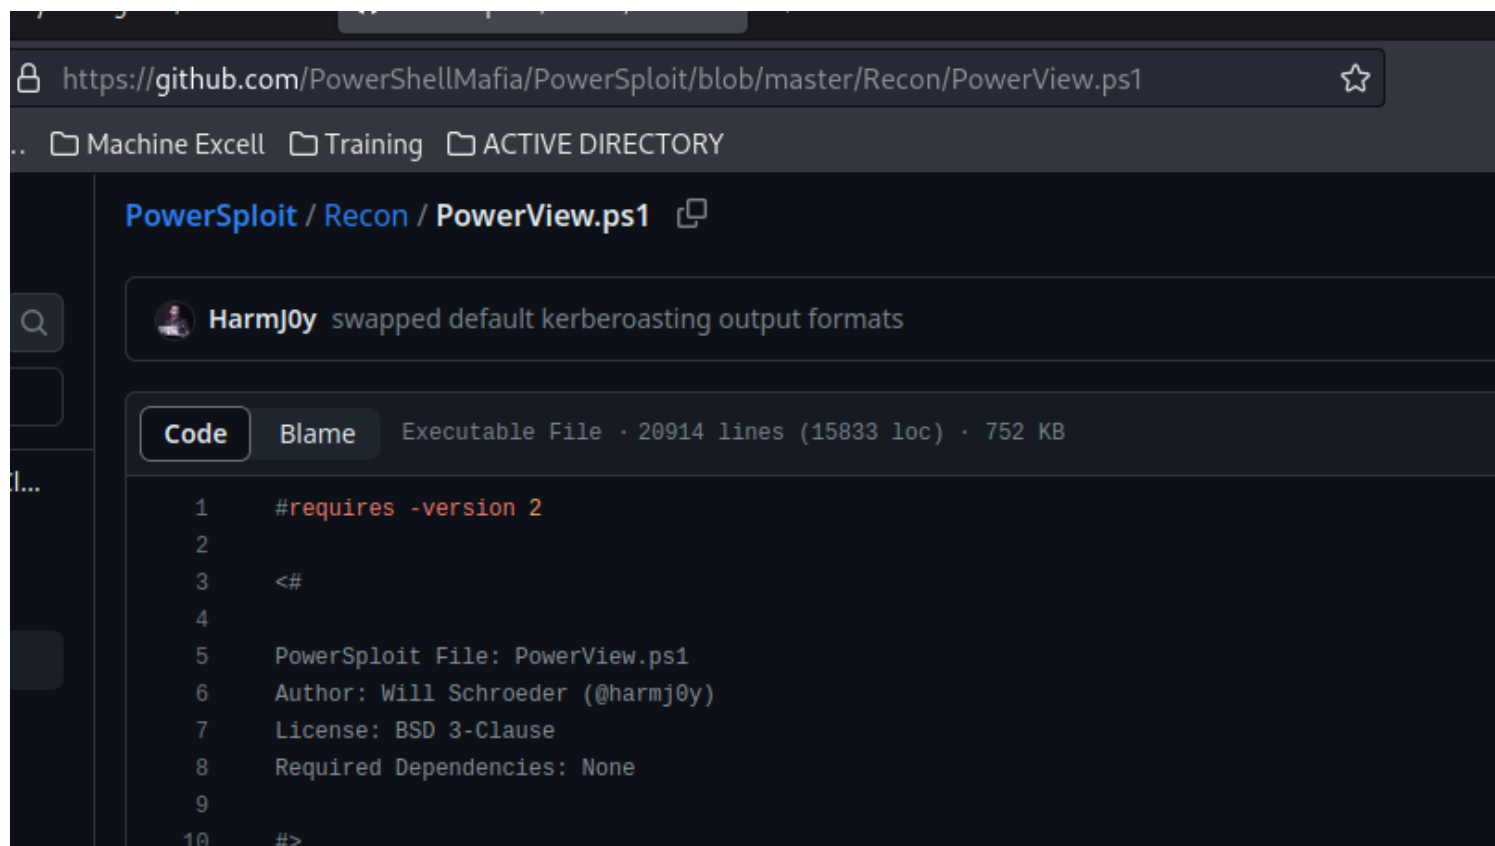 https://github.com/PowerShellMafia/PowerSploit/blob/master/Recon/PowerView.ps1
.. Machine Excell Training ACTIVE DIRECTORY
PowerSploit / Recon / PowerView.ps1
HarmJ0y swapped default kerberoasting output formats
Code Blame Executable File · 20914 lines (15833 loc) · 752 KB
l...
1 #requires -version 2
2
3 <#
4
5 PowerSploit File: PowerView.ps1
6 Author: Will Schroeder (@harmj0y)
7 License: BSD 3-Clause
8 Required Dependencies: None
9
10 #>